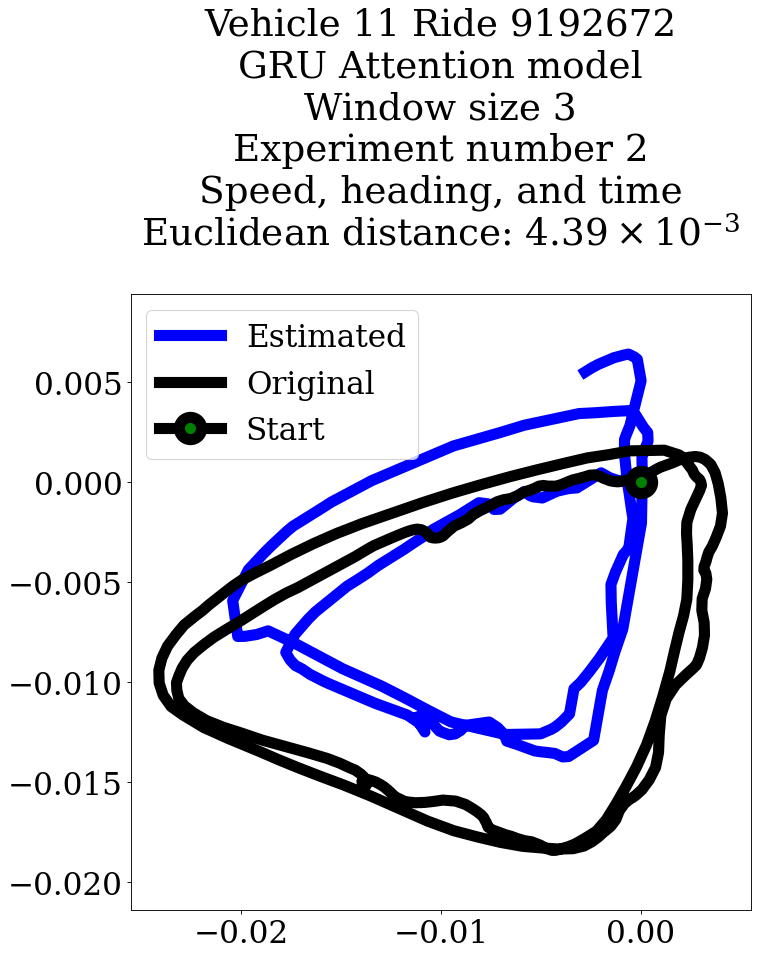 Vehicle 11 Ride 9192672
GRU Attention model
Window size 3
Experiment number 2
Speed, heading, and time
Euclidean distance: 4.39 × 10⁻³
Estimated
Original
Start
0.005
0.000
−0.005
−0.010
−0.015
−0.020
−0.02 −0.01 0.00